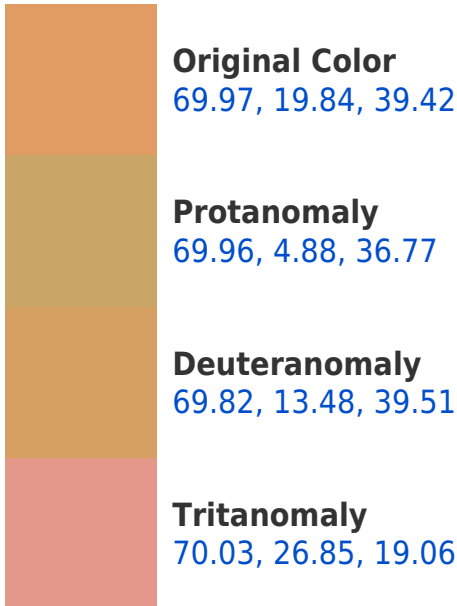 Original Color
69.97, 19.84, 39.42
Protanomaly
69.96, 4.88, 36.77
Deuteranomaly
69.82, 13.48, 39.51
Tritanomaly
70.03, 26.85, 19.06